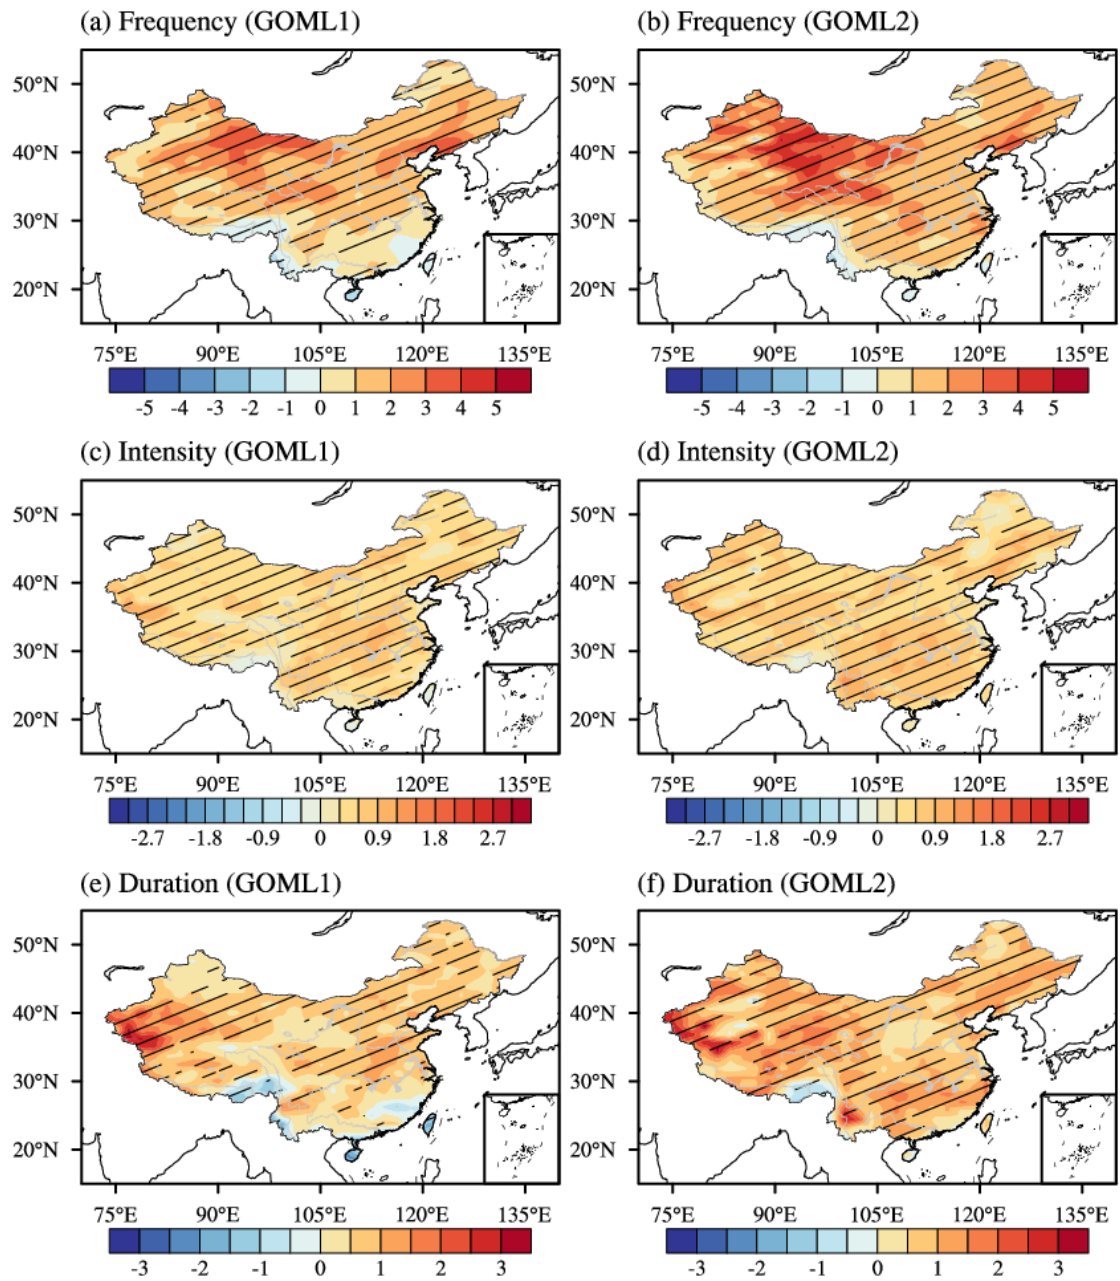 (a) Frequency (GOML1) (b) Frequency (GOML2)
50°N 50°N
40°N 40°N
30°N 30°N
20°N 20°N
75°E 90°E 105°E 120°E 135°E 75°E 90°E 105°E 120°E 135°E
-5 -4 -3 -2 -1 0 1 2 3 4 5 -5 -4 -3 -2 -1 0 1 2 3 4 5
(c) Intensity (GOML1) (d) Intensity (GOML2)
50°N 50°N
40°N 40°N
30°N 30°N
20°N 20°N
75°E 90°E 105°E 120°E 135°E 75°E 90°E 105°E 120°E 135°E
-2.7 -1.8 -0.9 0 0.9 1.8 2.7 -2.7 -1.8 -0.9 0 0.9 1.8 2.7
(e) Duration (GOML1) (f) Duration (GOML2)
50°N 50°N
40°N 40°N
30°N 30°N
20°N 20°N
75°E 90°E 105°E 120°E 135°E 75°E 90°E 105°E 120°E 135°E
-3 -2 -1 0 1 2 3 -3 -2 -1 0 1 2 3